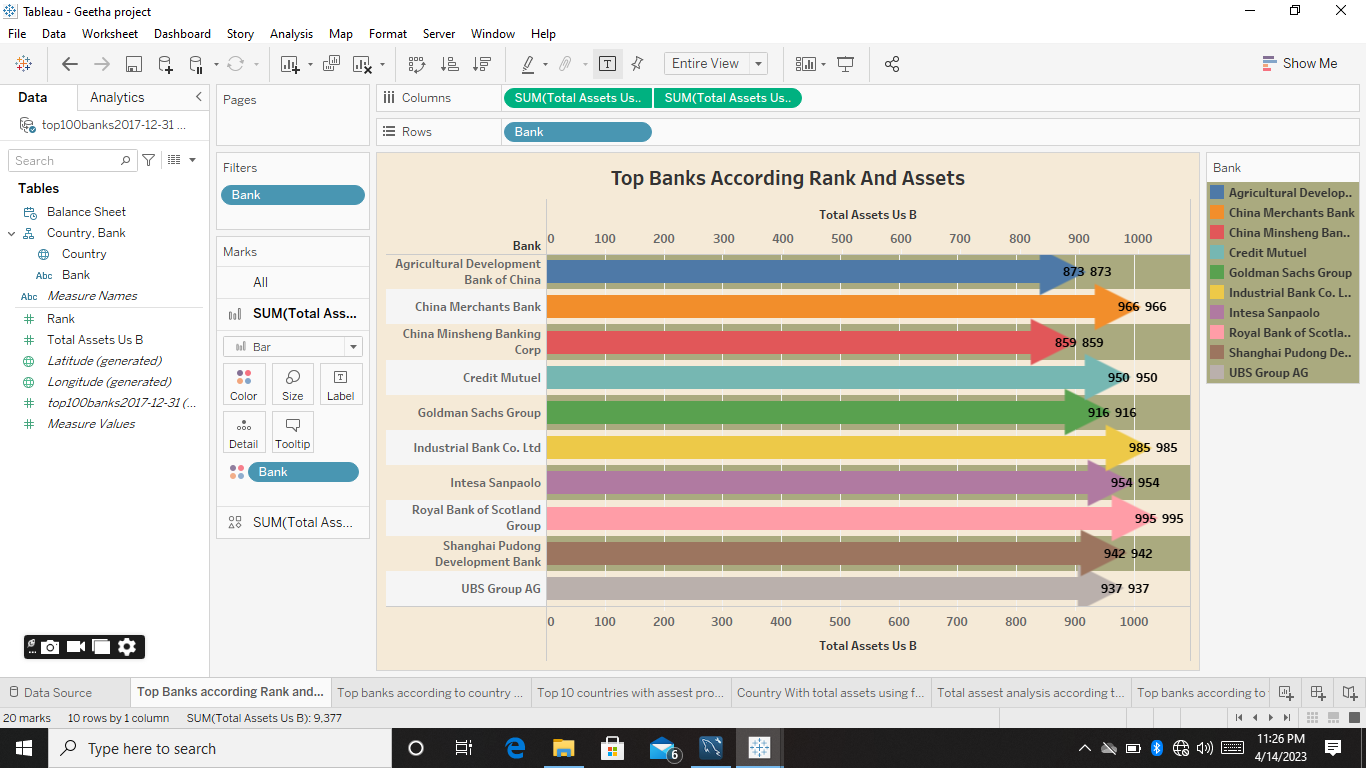 Tableau - Geetha project
File Data Worksheet Dashboard Story Analysis Map Format Server Window Help
Entire View
Show Me
Data Analytics
top100banks2017-12-31 ...
Search
Tables
Balance Sheet
Country, Bank
Country
Abc Bank
Abc Measure Names
Rank
Total Assets Us B
Latitude (generated)
Longitude (generated)
top100banks2017-12-31 (...
Measure Values
Pages
Filters
Bank
Marks
All
SUM(Total Ass...
Bar
Color Size Label
Detail Tooltip
Bank
SUM(Total Ass...
Columns SUM(Total Assets Us.. SUM(Total Assets Us..
Rows Bank
Top Banks According Rank And Assets
Total Assets Us B
Bank 0 100 200 300 400 500 600 700 800 900 1000
Agricultural Development
Bank of China 873 873
China Merchants Bank 966 966
China Minsheng Banking
Corp 859 859
Credit Mutuel 950 950
Goldman Sachs Group 916 916
Industrial Bank Co. Ltd 985 985
Intesa Sanpaolo 954 954
Royal Bank of Scotland
Group 995 995
Shanghai Pudong
Development Bank 942 942
UBS Group AG 937 937
0 100 200 300 400 500 600 700 800 900 1000
Total Assets Us B
Bank
Agricultural Develop..
China Merchants Bank
China Minsheng Ban..
Credit Mutuel
Goldman Sachs Group
Industrial Bank Co. L..
Intesa Sanpaolo
Royal Bank of Scotla..
Shanghai Pudong De..
UBS Group AG
Data Source Top Banks according Rank and... Top banks according to country ... Top 10 countries with assest pro... Country With total assets using f... Total assest analysis according t... Top banks according to
20 marks 10 rows by 1 column SUM(Total Assets Us B): 9,377
Type here to search
6
11:26 PM
4/14/2023